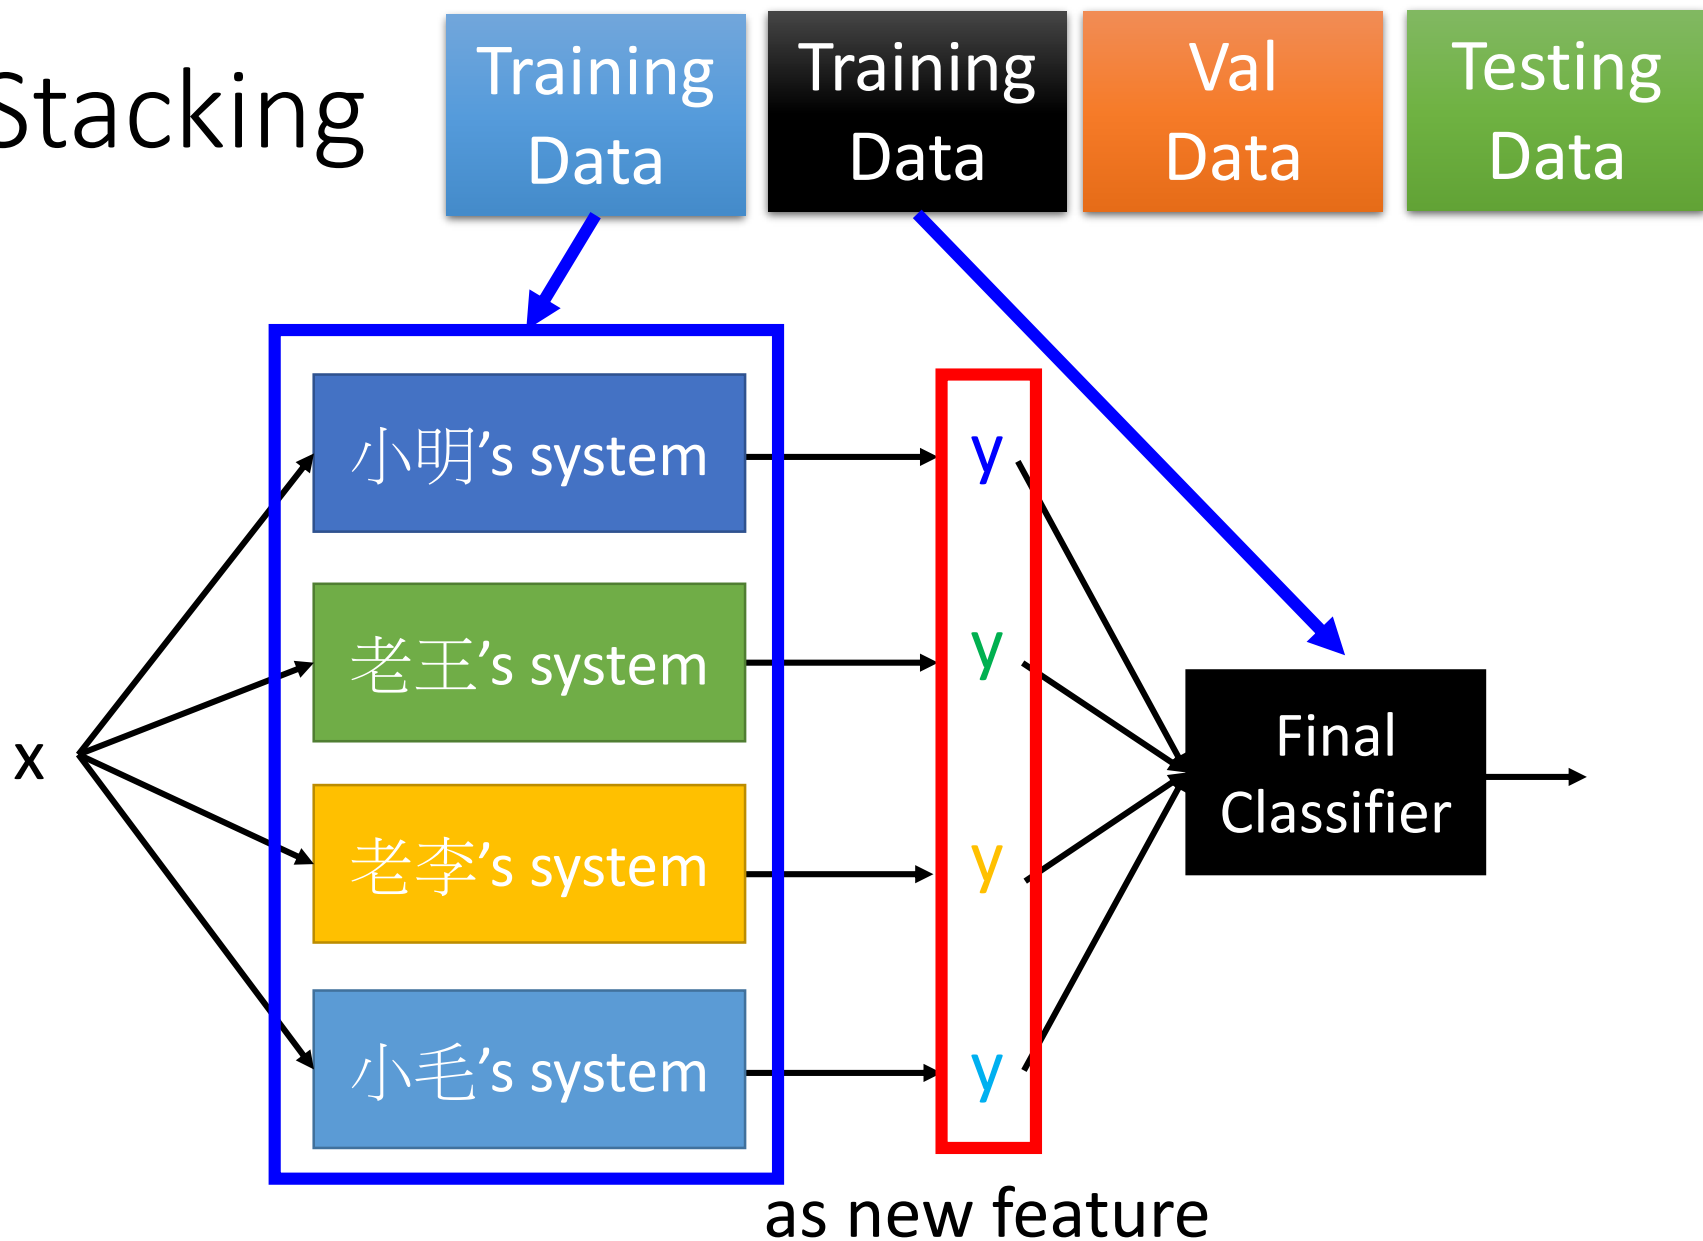 Stacking
Training
Data
Training
Data
Val
Data
Testing
Data
小明's system
老王's system
老李's system
小毛's system
x
y
y
y
y
Final
Classifier
as new feature